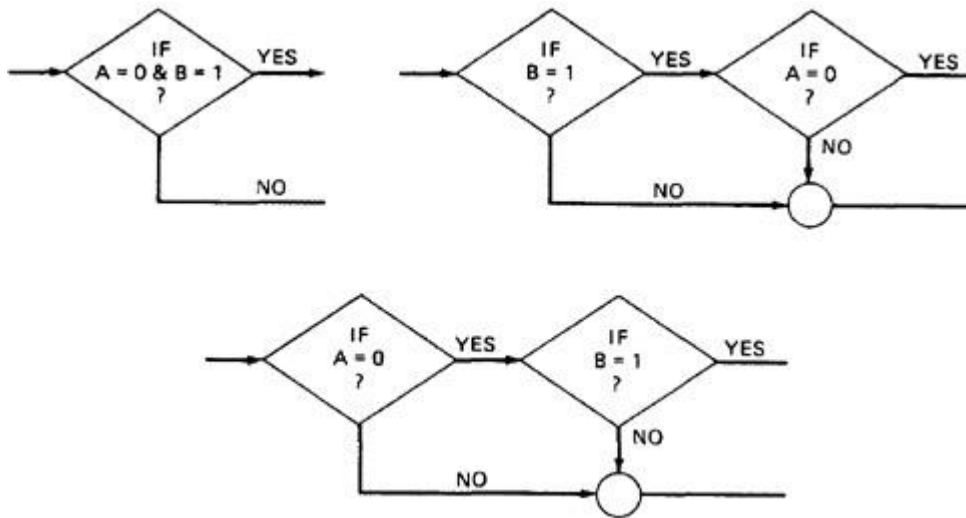 IF
A = 0 & B = 1
?
YES
NO
IF
B = 1
?
YES
IF
A = 0
?
YES
NO
NO
IF
A = 0
?
YES
IF
B = 1
?
YES
NO
NO